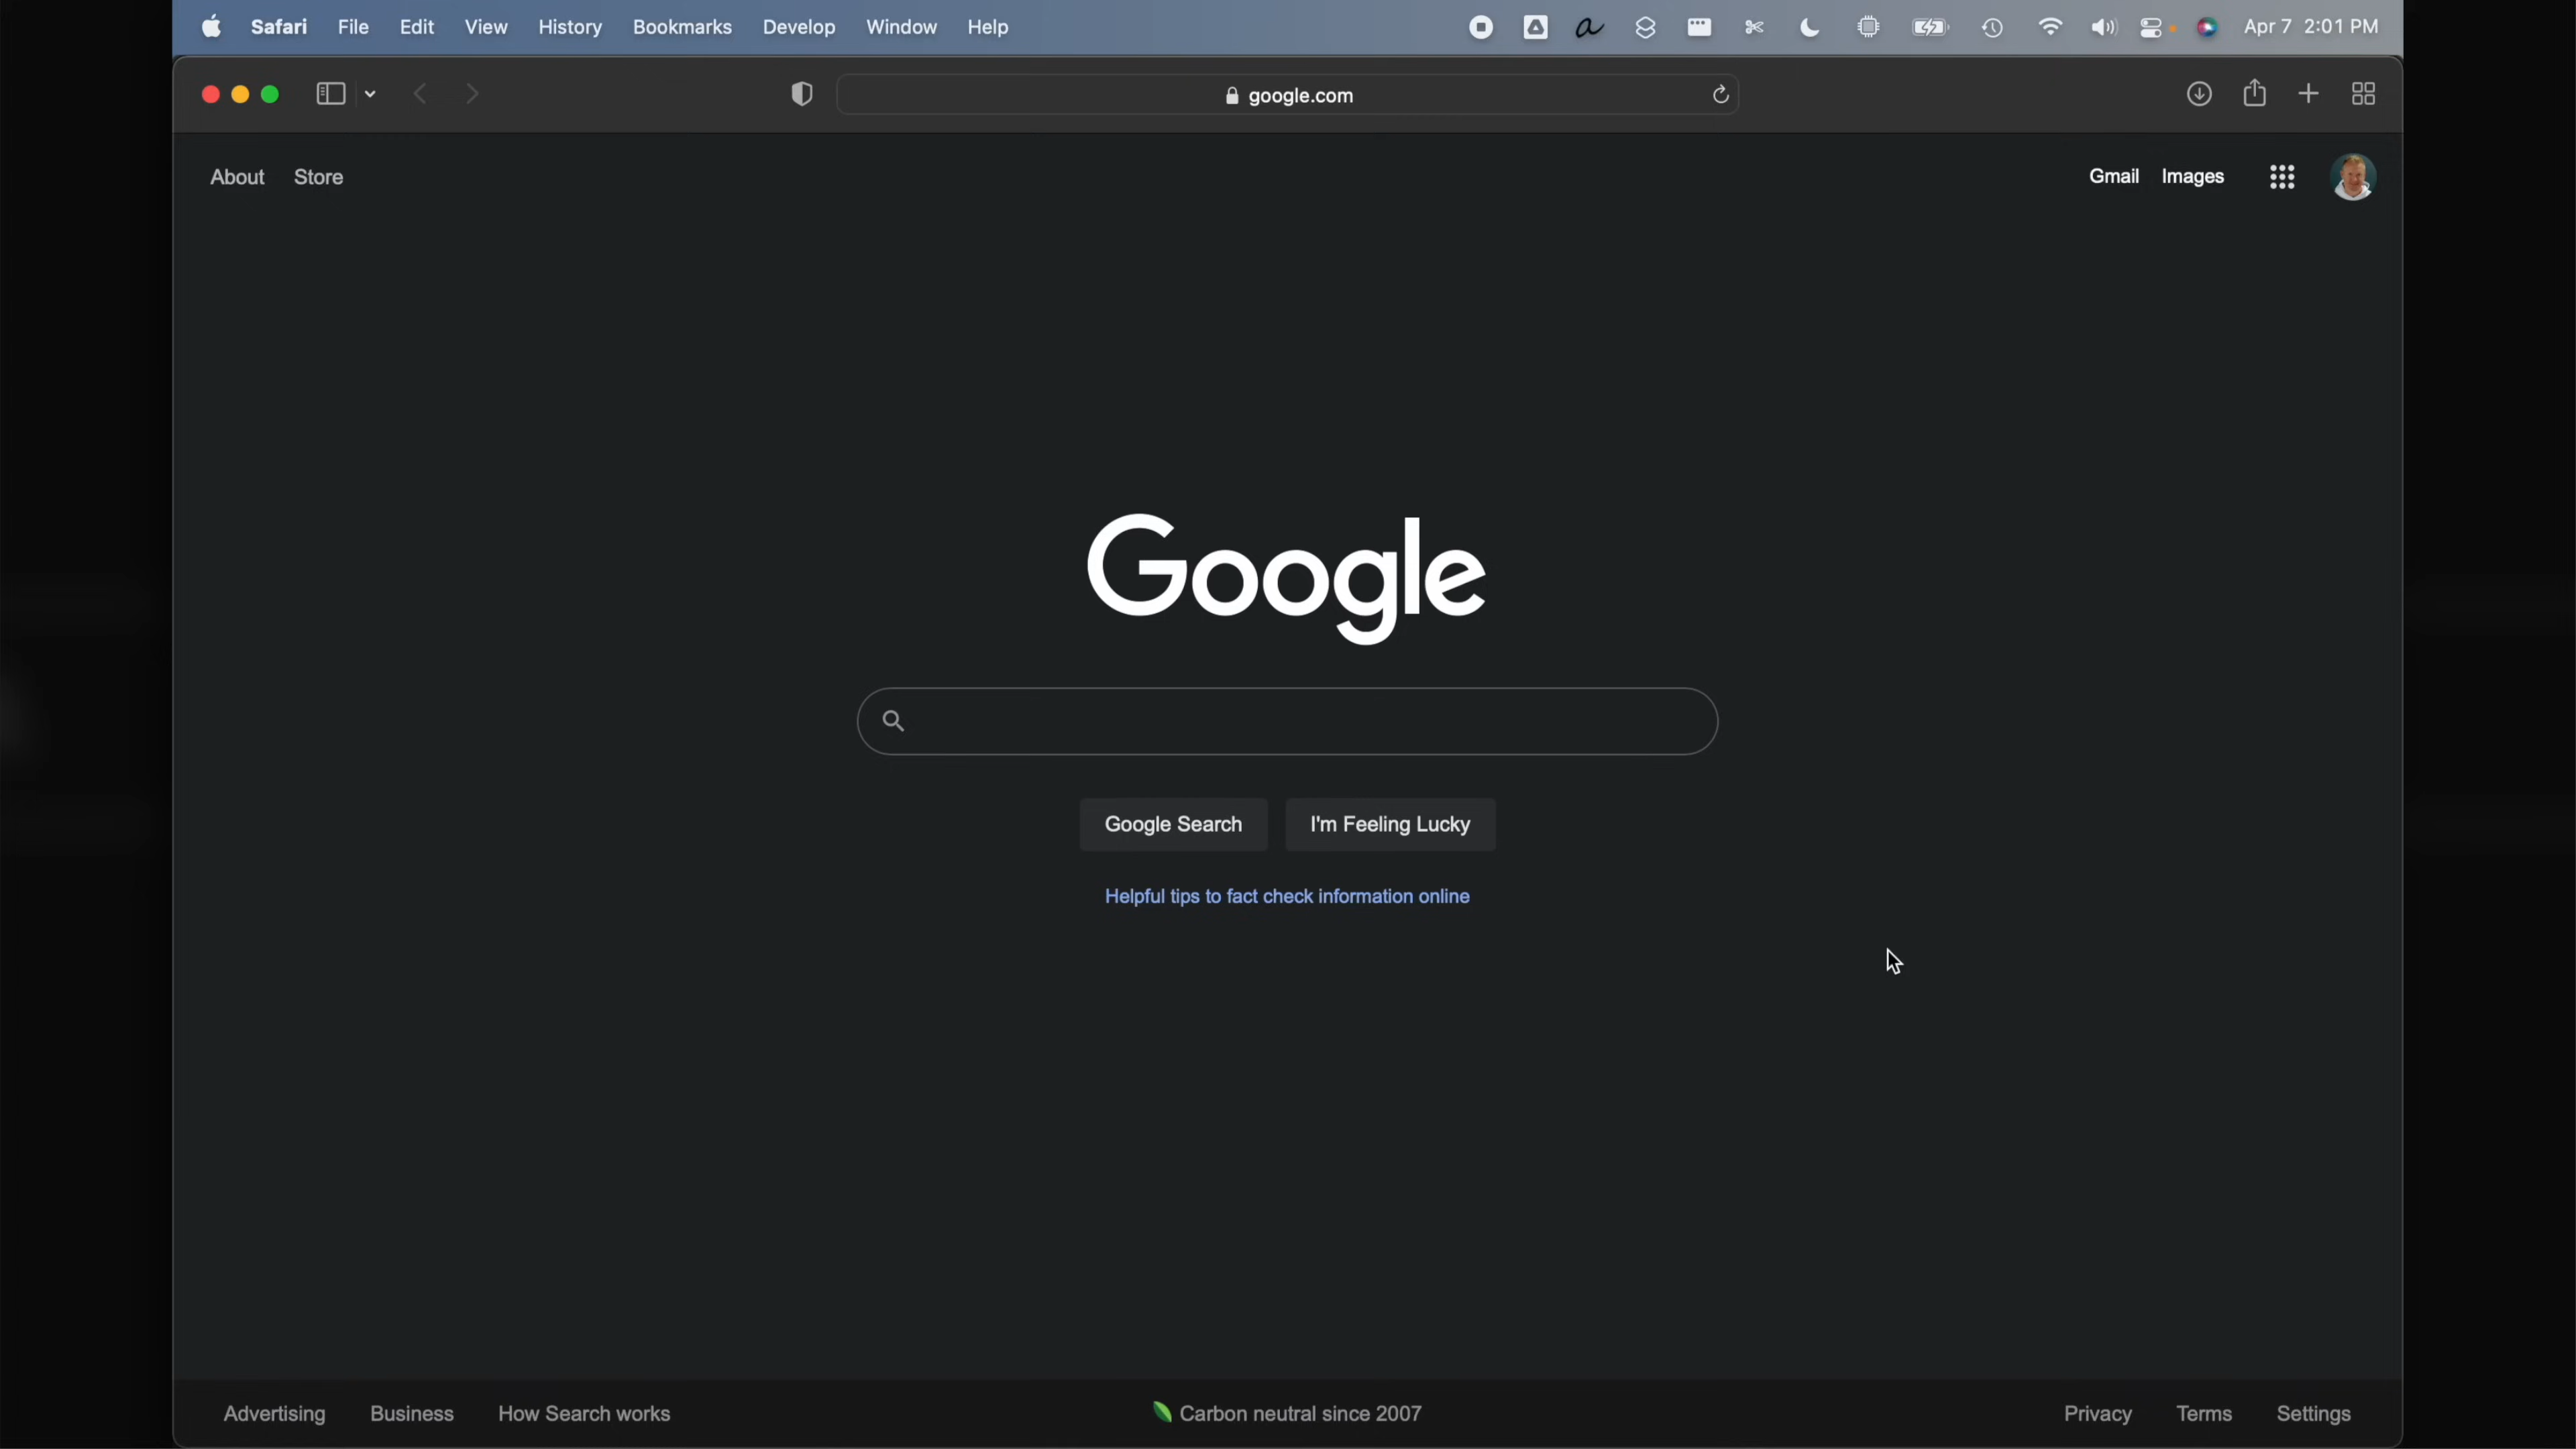 Safari File Edit View History Bookmarks Develop Window Help Apr 7 2:01 PM
google.com
About Store Gmail Images
Google
Google Search I'm Feeling Lucky
Helpful tips to fact check information online
Advertising Business How Search works Carbon neutral since 2007 Privacy Terms Settings